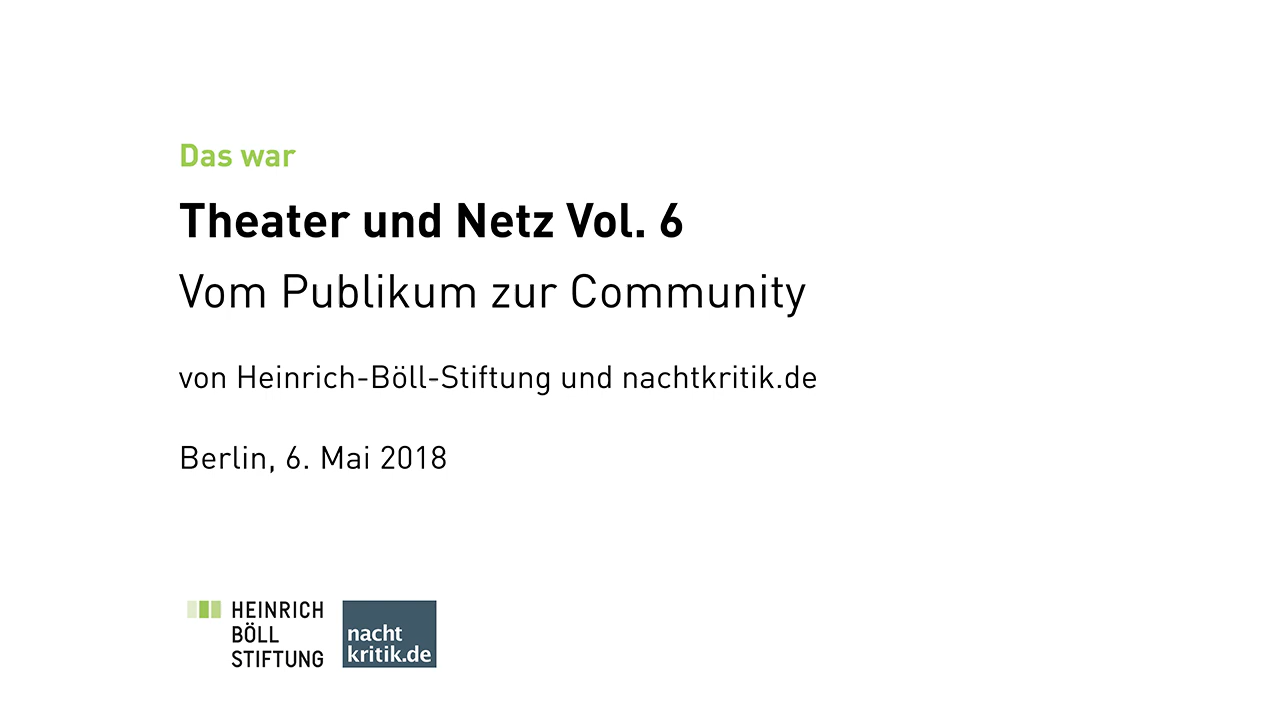 Das war
Theater und Netz Vol. 6
Vom Publikum zur Community
von Heinrich-Böll-Stiftung und nachtkritik.de
Berlin, 6. Mai 2018
HEINRICH
BÖLL
STIFTUNG
nacht
kritik.de